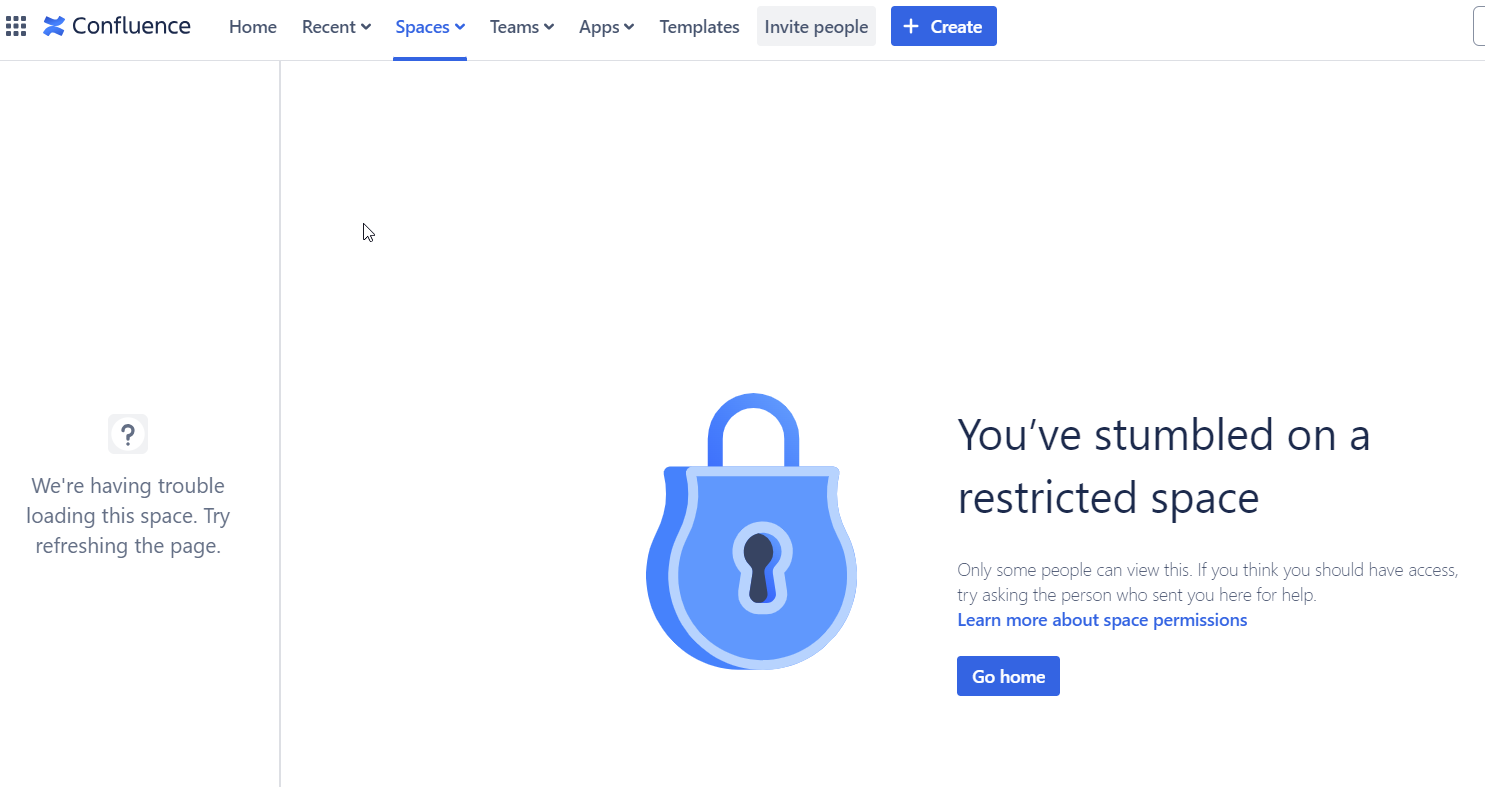 Confluence Home Recent Spaces Teams Apps Templates Invite people + Create
?
We're having trouble
loading this space. Try
refreshing the page.
You’ve stumbled on a
restricted space
Only some people can view this. If you think you should have access,
try asking the person who sent you here for help.
Learn more about space permissions
Go home